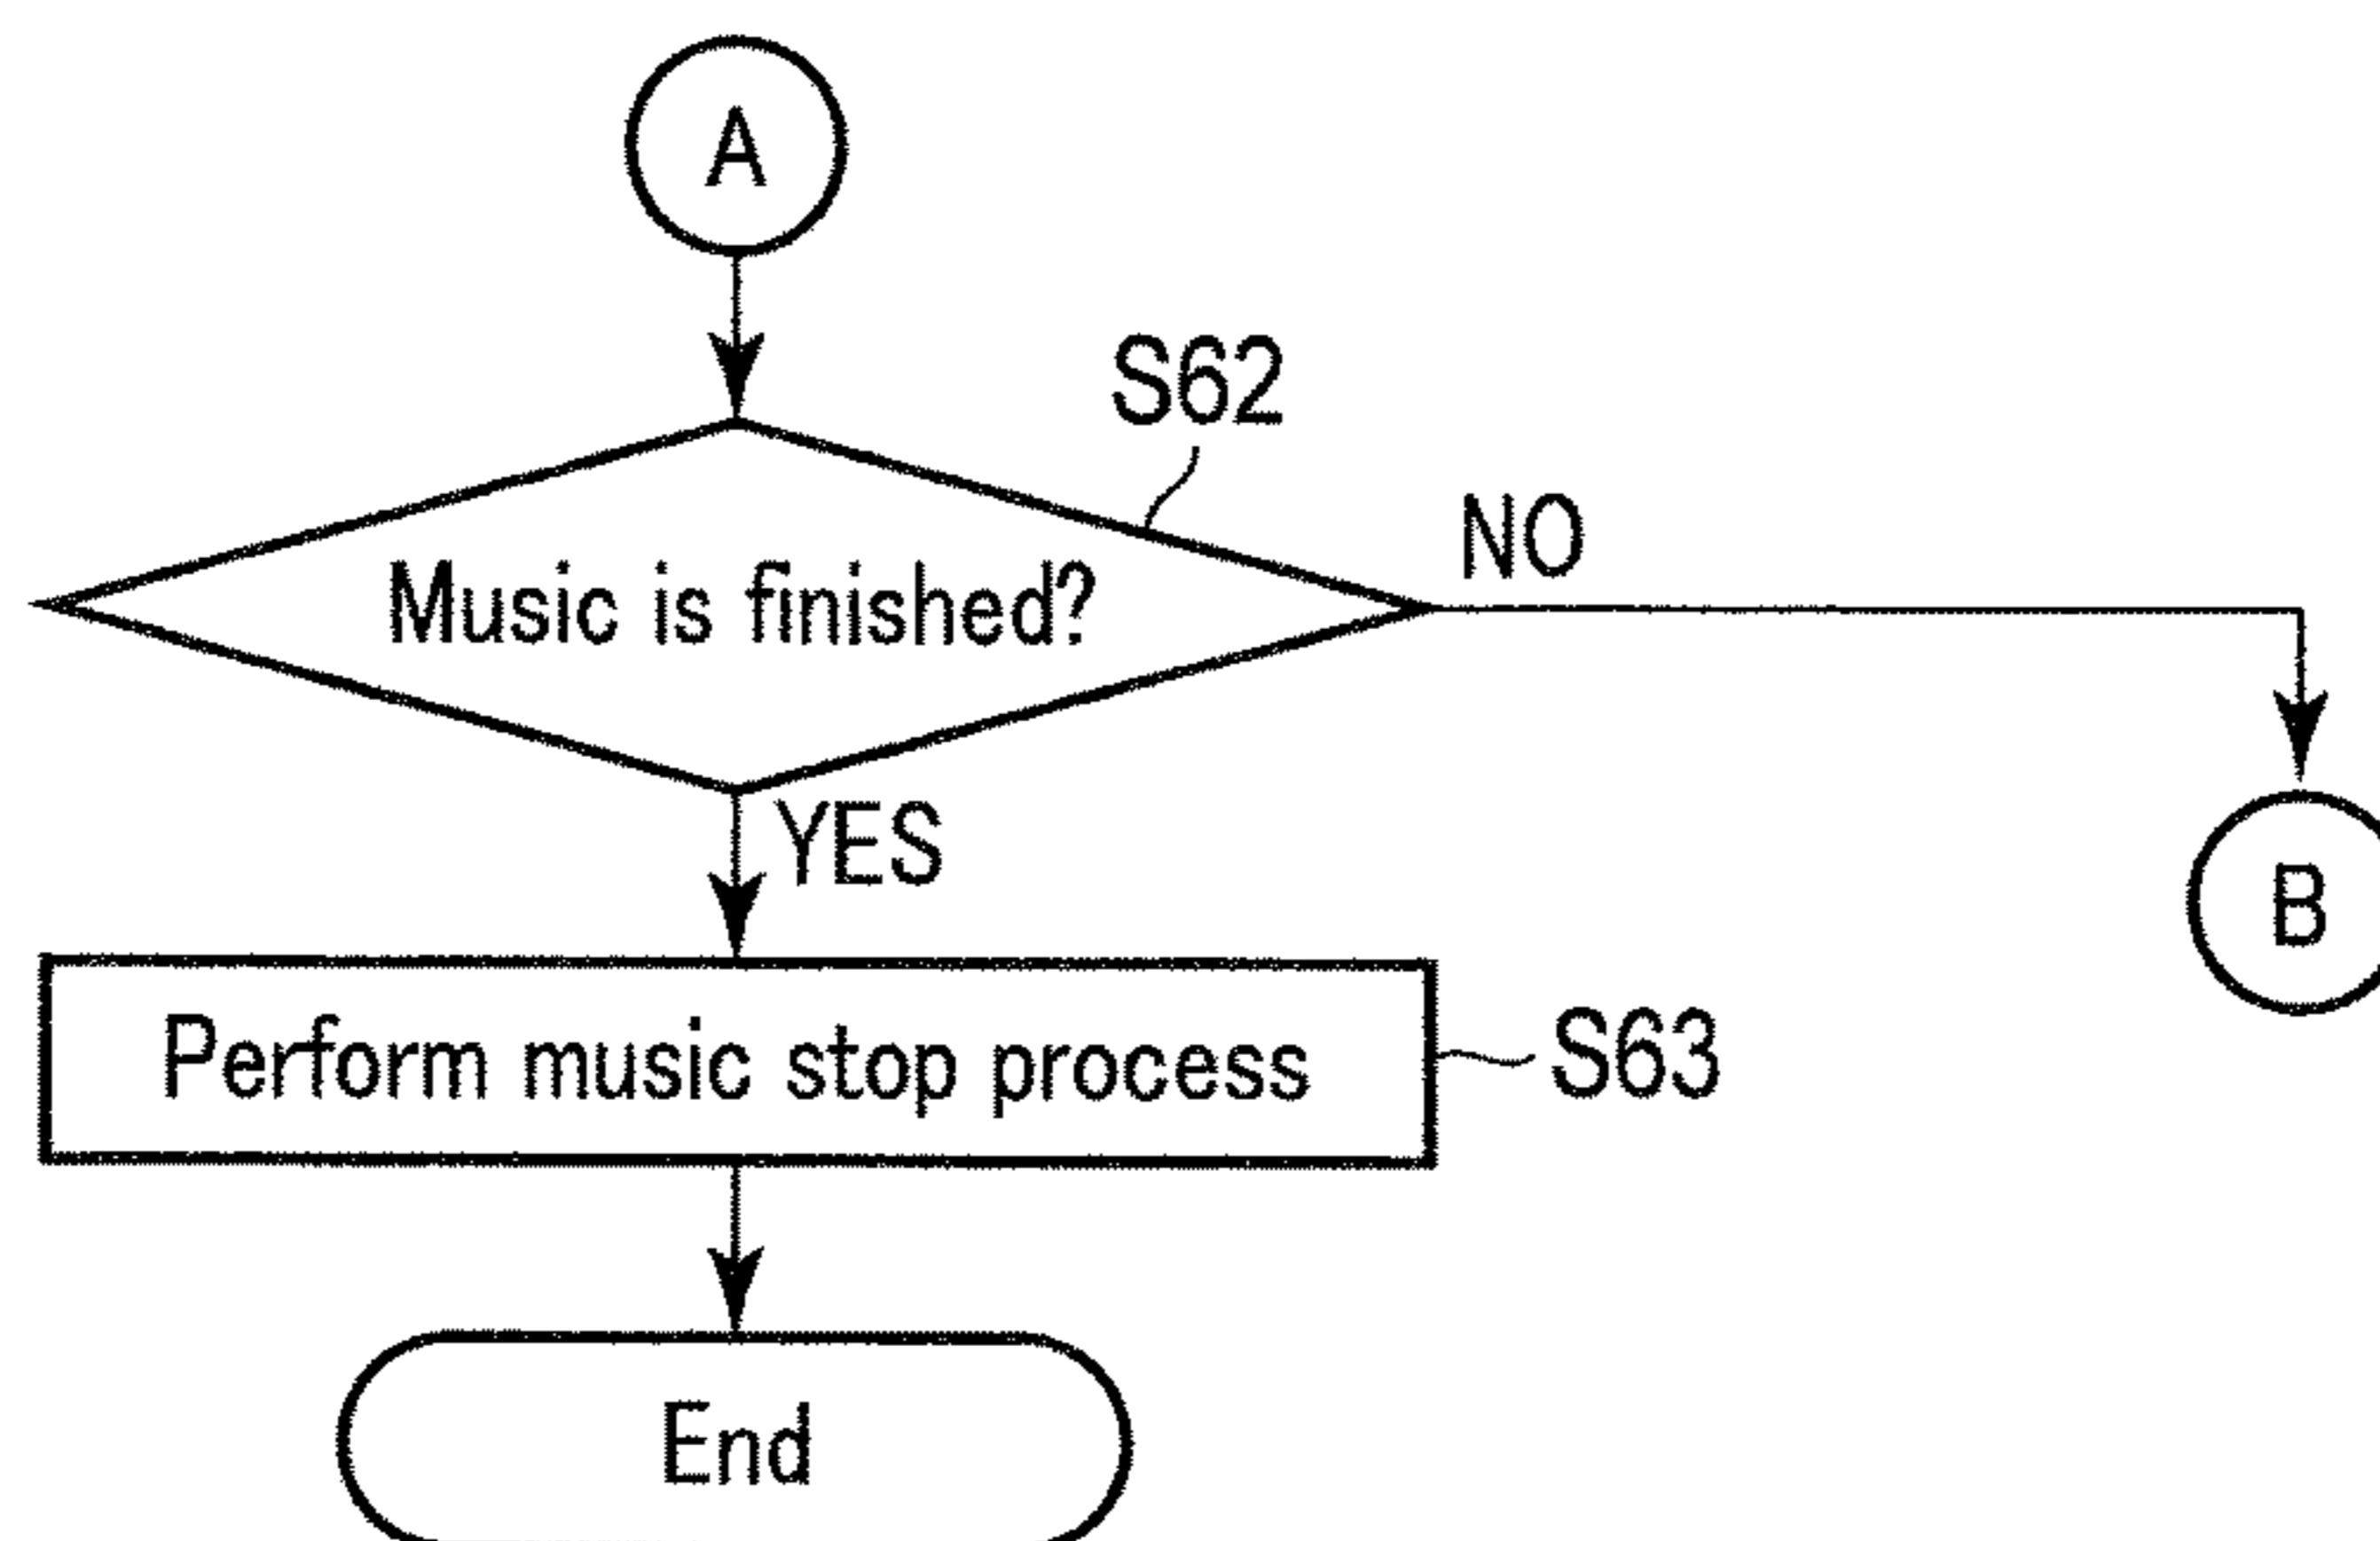 A
S62
NO
Music is finished?
YES
B
Perform music stop process
S63
End